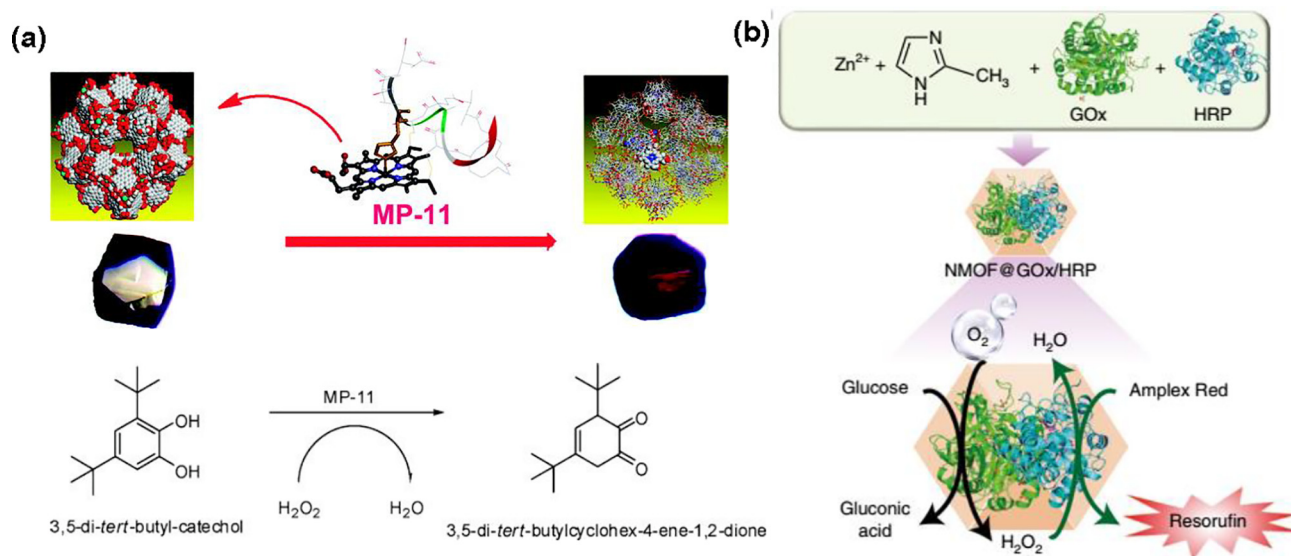 (a)
MP-11
OH
OH
3,5-di-tert-butyl-catechol
MP-11
H2O2
H2O
O
O
3,5-di-tert-butylcyclohex-4-ene-1,2-dione
(b)
Zn2+ +
N
N
H
CH3
+
GOx
+
HRP
NMOF@GOx/HRP
O2
H2O
Glucose
Amplex Red
Gluconic
acid
H2O2
Resorufin